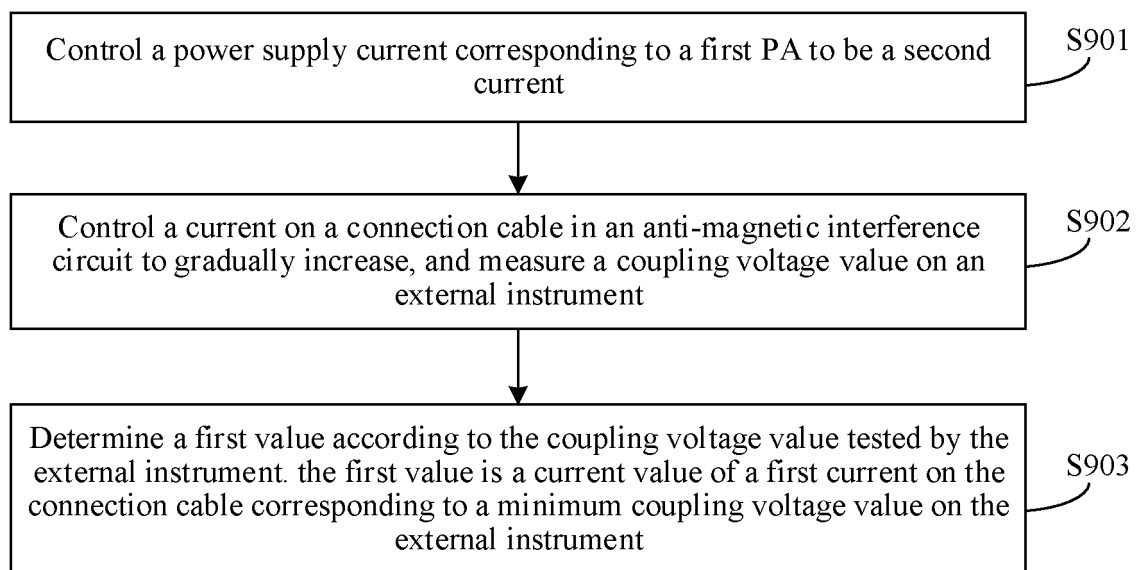 Control a power supply current corresponding to a first PA to be a second
current
S901
Control a current on a connection cable in an anti-magnetic interference
circuit to gradually increase, and measure a coupling voltage value on an
external instrument
S902
Determine a first value according to the coupling voltage value tested by the
external instrument. the first value is a current value of a first current on the
connection cable corresponding to a minimum coupling voltage value on the
external instrument
S903